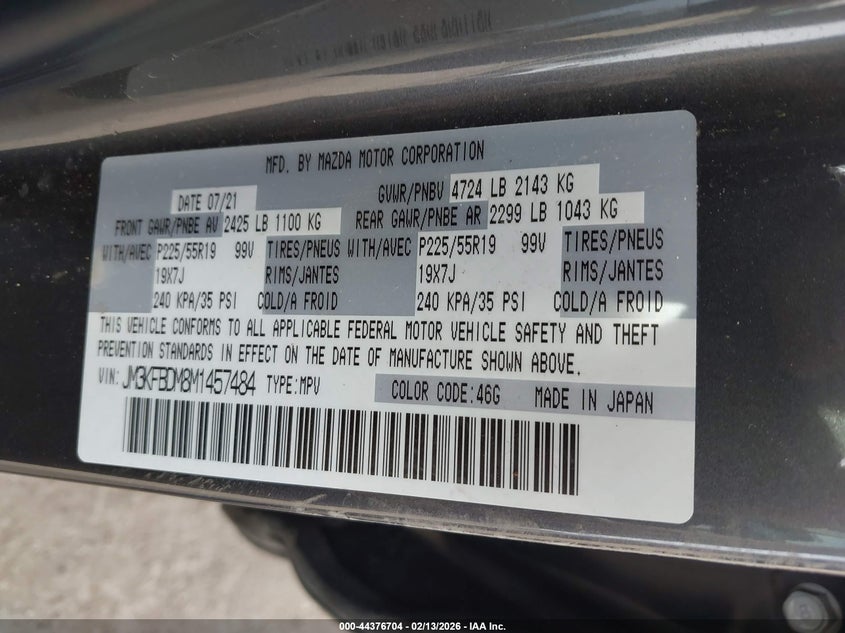 MFD. BY MAZDA MOTOR CORPORATION
DATE 07/21 GVWR/PNBV 4724 LB 2143 KG
FRONT GAWR/PNBE AV 2425 LB 1100 KG REAR GAWR/PNBE AR 2299 LB 1043 KG
WITH/AVEC P225/55R19 99V TIRES/PNEUS WITH/AVEC P225/55R19 99V TIRES/PNEUS
19X7J RIMS/JANTES 19X7J RIMS/JANTES
240 KPA/35 PSI COLD/A FROID 240 KPA/35 PSI COLD/A FROID
THIS VEHICLE CONFORMS TO ALL APPLICABLE FEDERAL MOTOR VEHICLE SAFETY AND THEFT
PREVENTION STANDARDS IN EFFECT ON THE DATE OF MANUFACTURE SHOWN ABOVE.
VIN: JM3KFBDM8M1457484 TYPE:MPV COLOR CODE:46G MADE IN JAPAN
000-44376704 - 02/13/2026 - IAA Inc.